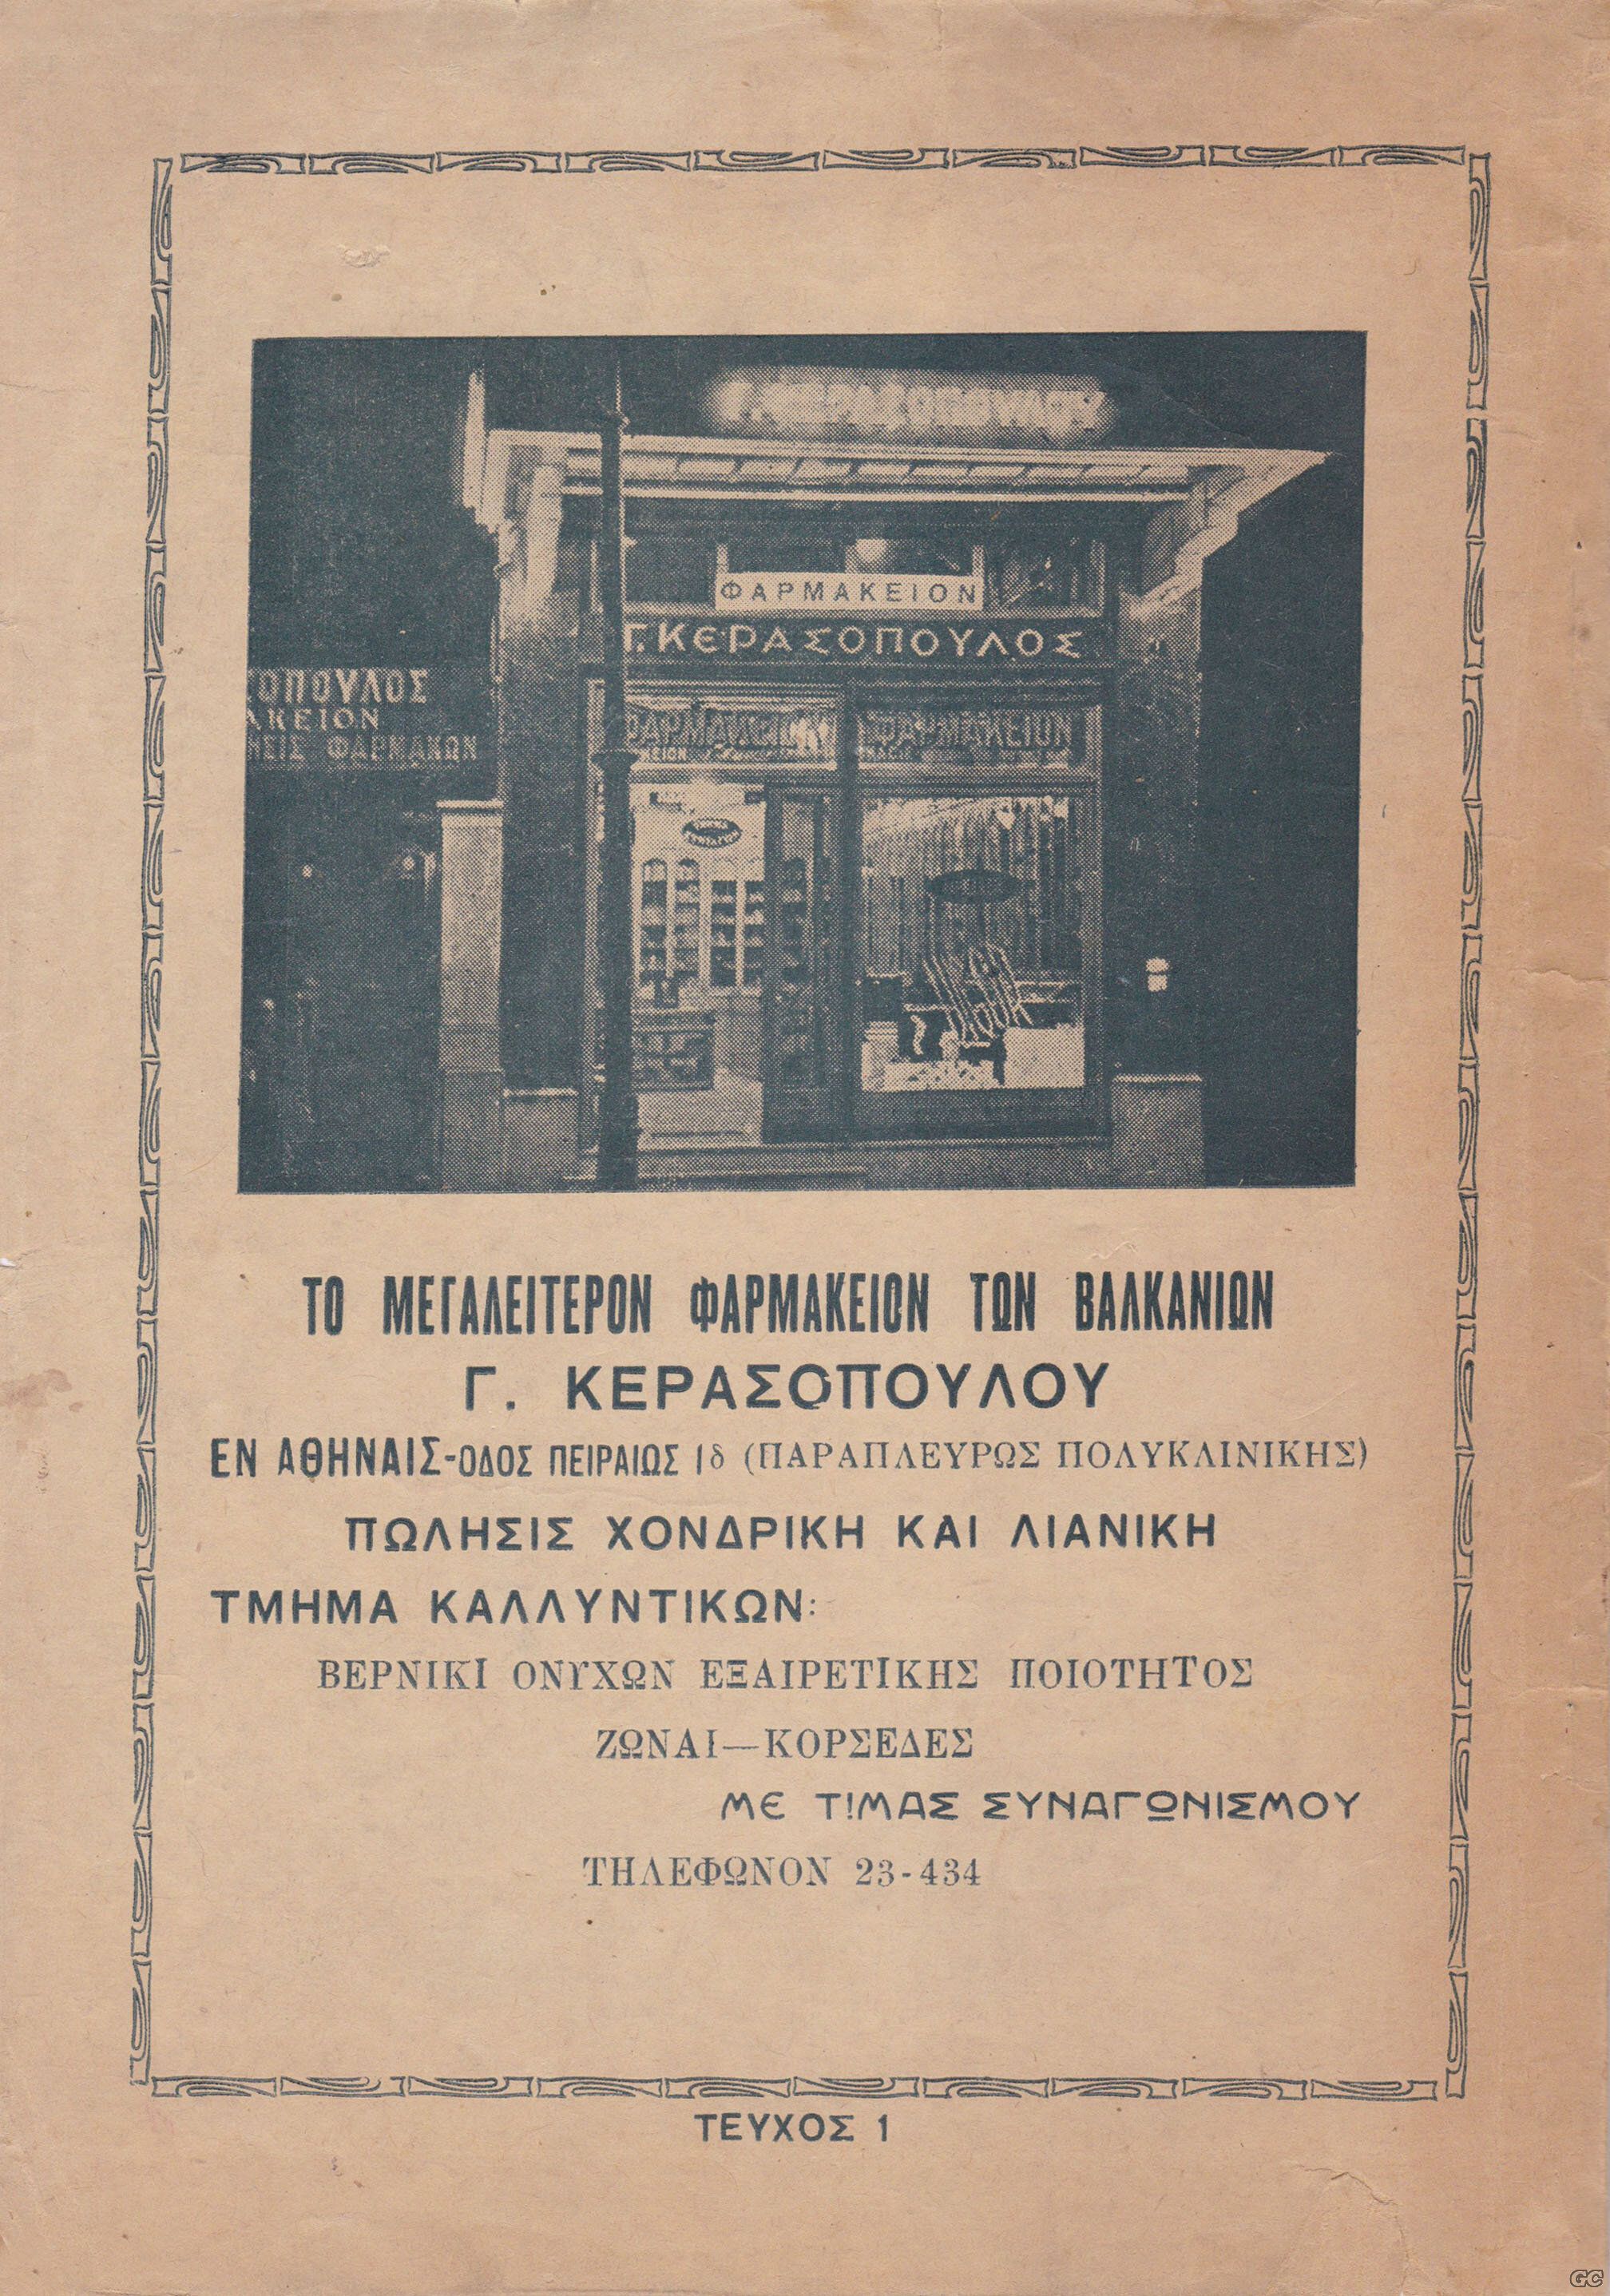 ΦΑΡΜΑΚΕΙΟΝ
Γ. ΚΕΡΑΣΟΠΟΥΛΟΣ
ΟΠΟΥΛΟΣ
ΑΚΕΙΟΝ
ΦΑΡΜΑΚΩΝ
ΦΑΡΜΑΚΕΙΟΝ
ΤΟ ΜΕΓΑΛΕΙΤΕΡΟΝ ΦΑΡΜΑΚΕΙΟΝ ΤΩΝ ΒΑΛΚΑΝΙΩΝ
Γ. ΚΕΡΑΣΟΠΟΥΛΟΥ
ΕΝ ΑΘΗΝΑΙΣ-ΟΔΟΣ ΠΕΙΡΑΙΩΣ 1δ (ΠΑΡΑΠΛΕΥΡΩΣ ΠΟΛΥΚΛΙΝΙΚΗΣ)
ΠΩΛΗΣΙΣ ΧΟΝΔΡΙΚΗ ΚΑΙ ΛΙΑΝΙΚΗ
ΤΜΗΜΑ ΚΑΛΛΥΝΤΙΚΩΝ:
ΒΕΡΝΙΚΙ ΟΝΥΧΩΝ ΕΞΑΙΡΕΤΙΚΗΣ ΠΟΙΟΤΗΤΟΣ
ΖΩΝΑΙ—ΚΟΡΣΕΔΕΣ
ΜΕ ΤΙΜΑΣ ΣΥΝΑΓΩΝΙΣΜΟΥ
ΤΗΛΕΦΩΝΟΝ 23-434
ΤΕΥΧΟΣ 1
GC